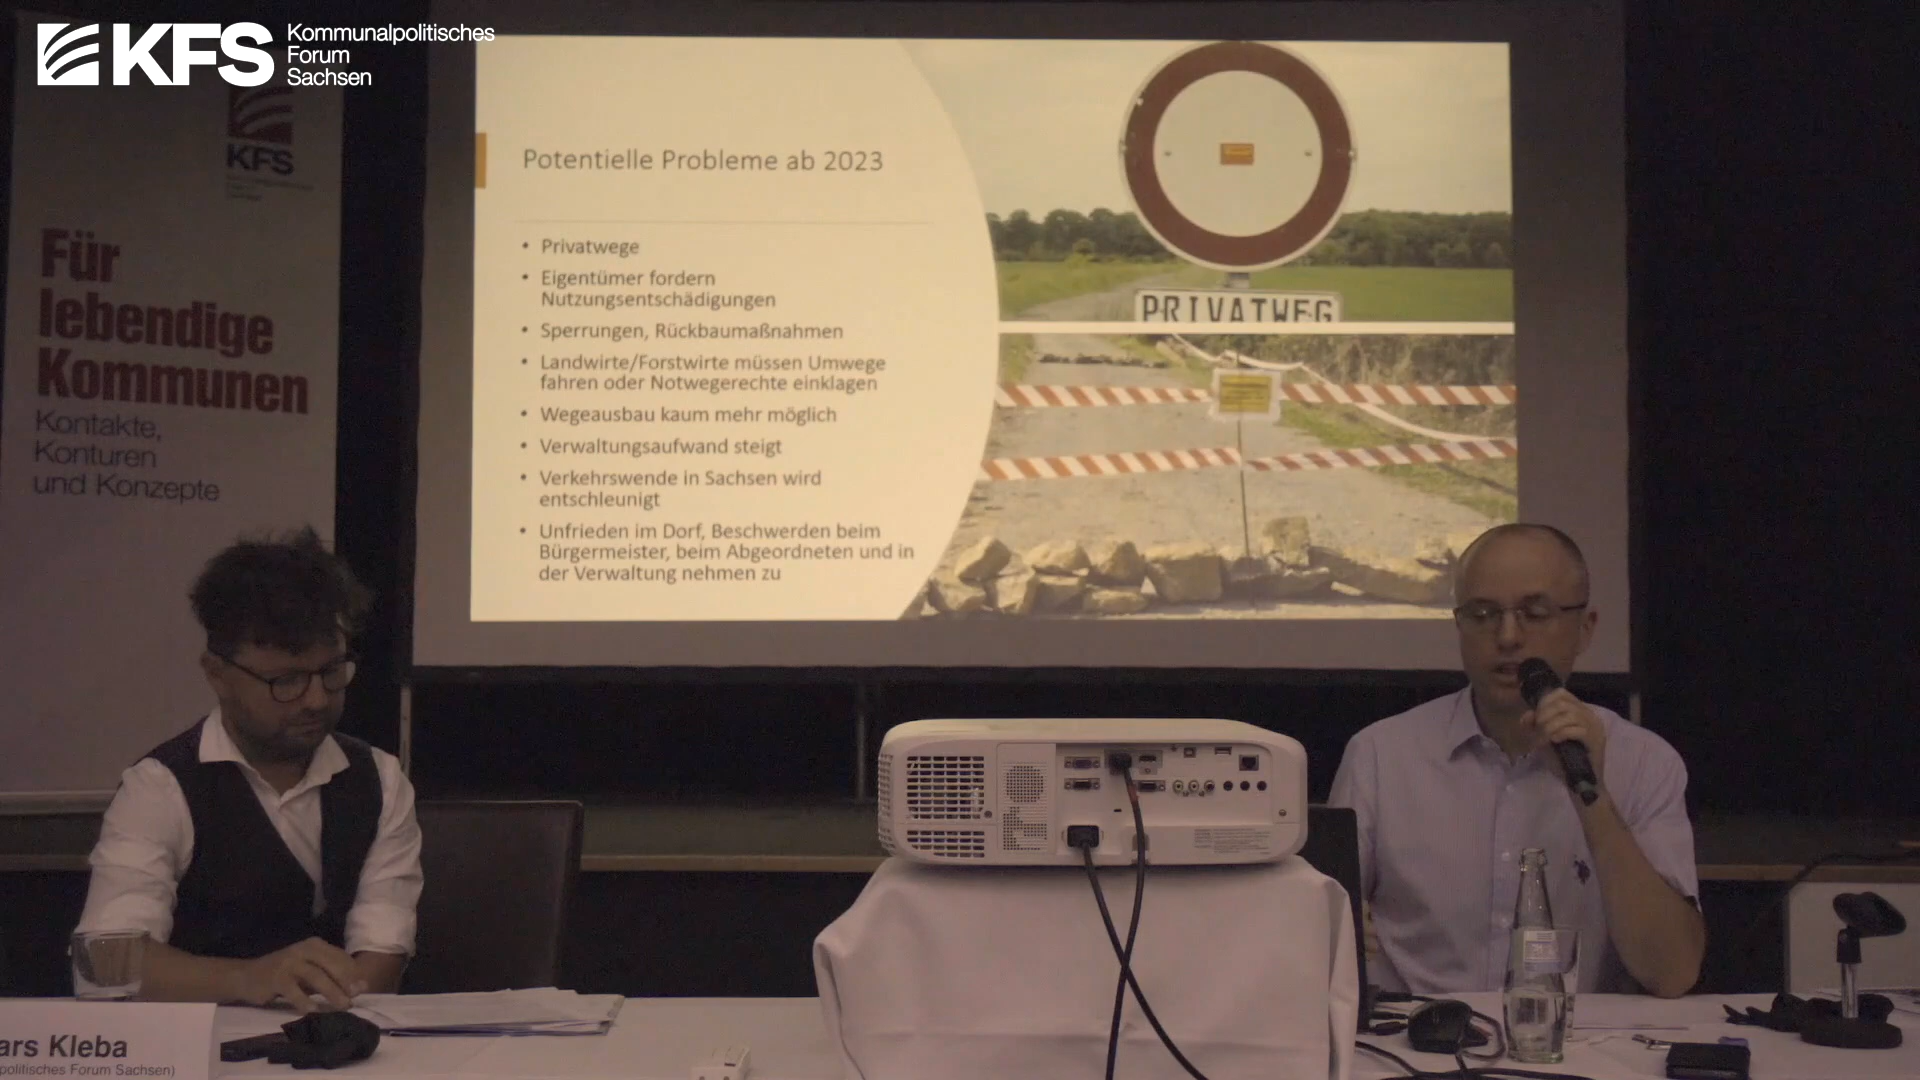 KFS
Kommunalpolitisches
Forum
Sachsen
KFS
Für
lebendige
Kommunen
Kontakte,
Konturen
und Konzepte
Potentielle Probleme ab 2023
• Privatwege
• Eigentümer fordern
Nutzungsentschädigungen
• Sperrungen, Rückbaumaßnahmen
• Landwirte/Forstwirte müssen Umwege
fahren oder Notwegerechte einklagen
• Wegeausbau kaum mehr möglich
• Verwaltungsaufwand steigt
• Verkehrswende in Sachsen wird
entschleunigt
• Unfrieden im Dorf, Beschwerden beim
Bürgermeister, beim Abgeordneten und in
der Verwaltung nehmen zu
PRIVATWEG
ars Kleba
politisches Forum Sachsen)